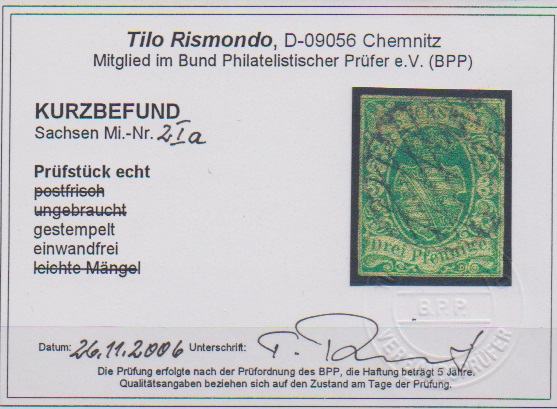 Tilo Rismondo, D-09056 Chemnitz
Mitglied im Bund Philatelistischer Prüfer e.V. (BPP)
KURZBEFUND
Sachsen Mi.-Nr. 2Ia
Prüfstück echt
postfrisch
ungebraucht
gestempelt
einwandfrei
leichte Mängel
Drei Pfennige
B.P.P.
Datum: 26.11.2006 Unterschrift:
Die Prüfung erfolgte nach der Prüfordnung des BPP, die Haftung beträgt 5 Jahre.
Qualitätsangaben beziehen sich auf den Zustand am Tage der Prüfung.